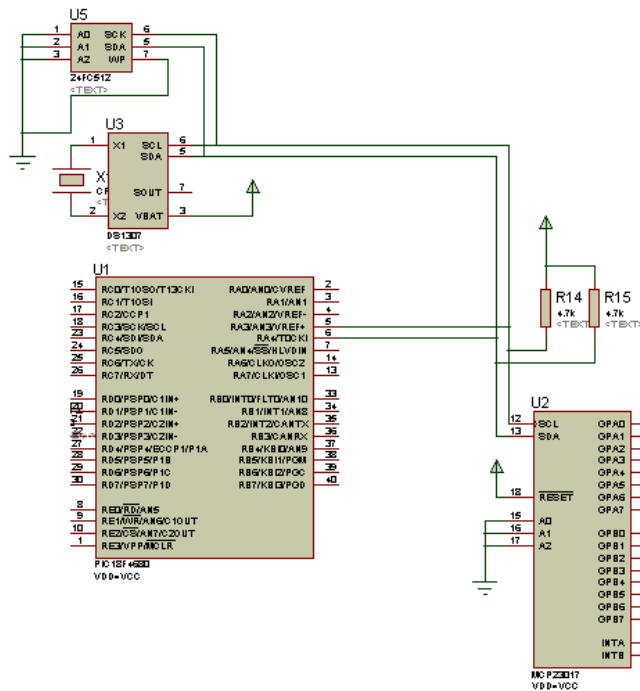 U5
1 A0 SCK 6
2 A1 SDA 5
3 A2 WP 7
24FC512
<TEXT>
U3
1 X1 SCL 6
SDA 5
SOUT 7
2 X2 VBAT 3
DS1307
<TEXT>
U1
15 RC0/T1OSO/T13CKI RA0/AN0/CVREF 2
16 RC1/T1OSI RA1/AN1 3
17 RC2/CCP1 RA2/AN2/VREF- 4
18 RC3/SCK/SCL RA3/AN3/VREF+ 5
23 RC4/SDI/SDA RA4/T0CKI 6
24 RC5/SDO RA5/AN4/SS/HLVDIN 7
25 RC6/TX/CK RA6/CLKO/OSC2 14
26 RC7/RX/DT RA7/CLKI/OSC1 13
19 RD0/PSP0/C1IN+ RB0/INT0/FLT0/AN10 33
20 RD1/PSP1/C1IN- RB1/INT1/AN8 34
21 RD2/PSP2/C2IN+ RB2/INT2/CANTX 35
22 RD3/PSP3/C2IN- RB3/CANRX 36
27 RD4/PSP4/ECCP1/P1A RB4/KBI0/AN9 37
28 RD5/PSP5/P1B RB5/KBI1/PGM 38
29 RD6/PSP6/P1C RB6/KBI2/PGC 39
30 RD7/PSP7/P1D RB7/KBI3/PGD 40
8 RE0/RD/AN5
9 RE1/WR/AN6/C1OUT
10 RE2/CS/AN7/C2OUT
1 RE3/VPP/MCLR
PIC18F4680
VDD=VCC
R14
4.7k
<TEXT>
R15
4.7k
<TEXT>
U2
12 SCL GPA0
13 SDA GPA1
GPA2
GPA3
GPA4
GPA5
18 RESET GPA6
GPA7
15 A0
16 A1 GPB0
17 A2 GPB1
GPB2
GPB3
GPB4
GPB5
GPB6
GPB7
INTA
INTB
MCP23017
VDD=VCC